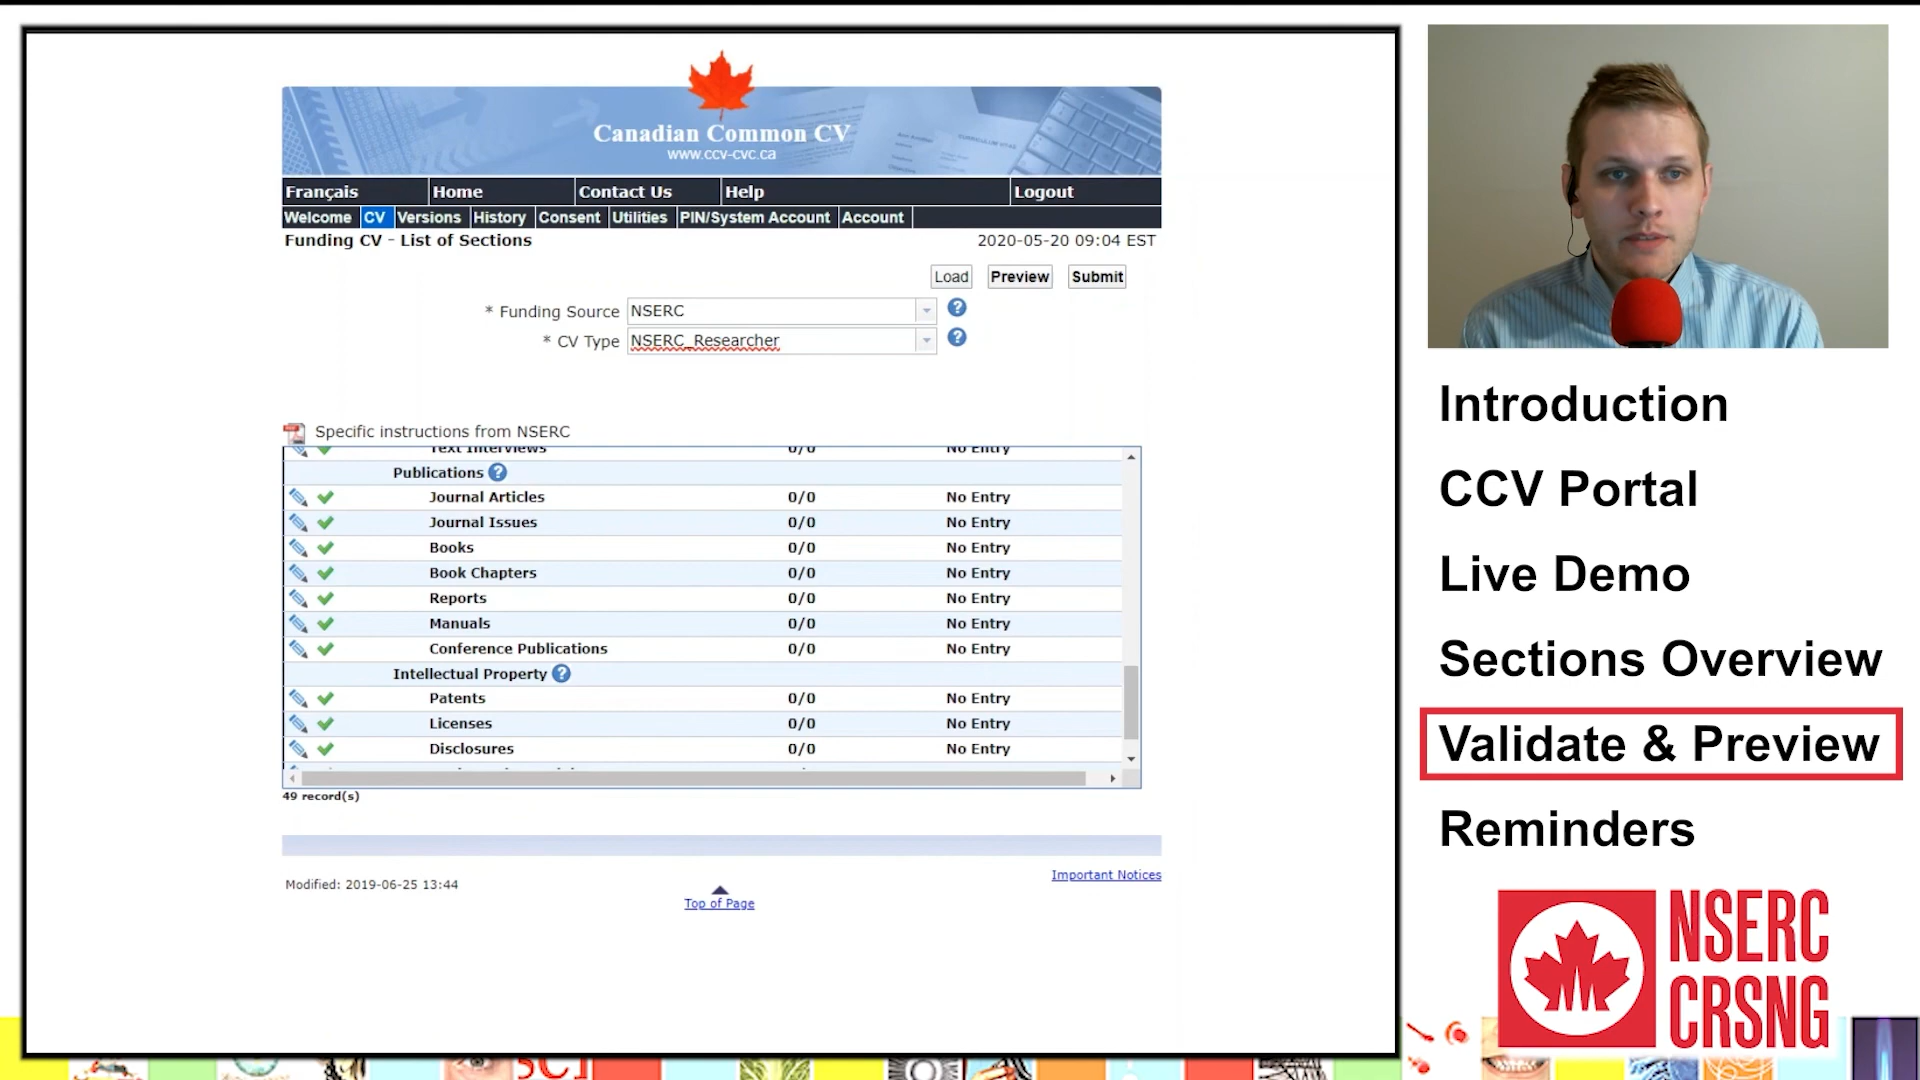 Canadian Common CV
www.ccv-cvc.ca
Français Home Contact Us Help Logout
Welcome CV Versions History Consent Utilities PIN/System Account Account
Funding CV - List of Sections 2020-05-20 09:04 EST
Load Preview Submit
* Funding Source NSERC
* CV Type NSERC_Researcher
Specific instructions from NSERC
Text Interviews 0/0 No Entry
Publications
Journal Articles 0/0 No Entry
Journal Issues 0/0 No Entry
Books 0/0 No Entry
Book Chapters 0/0 No Entry
Reports 0/0 No Entry
Manuals 0/0 No Entry
Conference Publications 0/0 No Entry
Intellectual Property
Patents 0/0 No Entry
Licenses 0/0 No Entry
Disclosures 0/0 No Entry
49 record(s)
Modified: 2019-06-25 13:44
Top of Page
Important Notices
Introduction
CCV Portal
Live Demo
Sections Overview
Validate & Preview
Reminders
NSERC
CRSNG